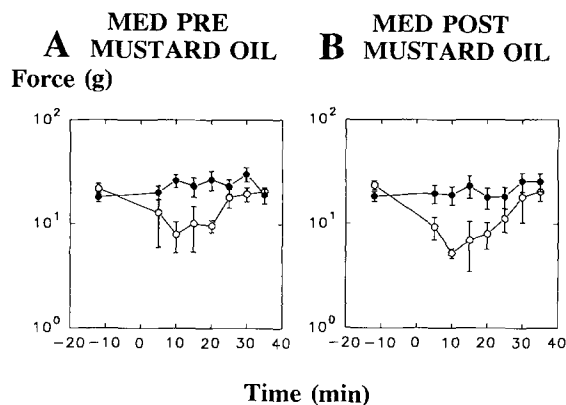 A MED PRE
MUSTARD OIL
B MED POST
MUSTARD OIL
Force (g)
10²
10¹
10⁰
-20 -10 0 10 20 30 40
10²
10¹
10⁰
-20 -10 0 10 20 30 40
Time (min)